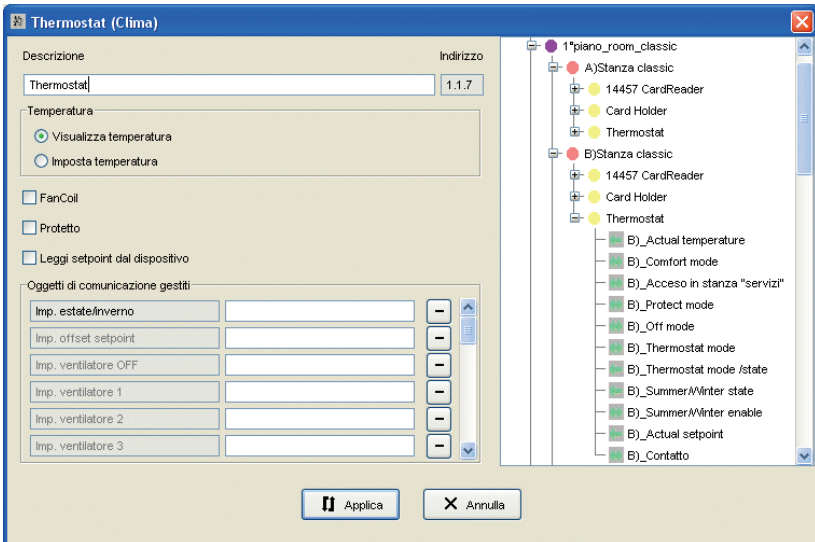 Thermostat (Clima)
Descrizione
Indirizzo
Thermostat
1.1.7
Temperatura
Visualizza temperatura
Imposta temperatura
FanCoil
Protetto
Leggi setpoint dal dispositivo
Oggetti di comunicazione gestiti
Imp. estate/inverno
Imp. offset setpoint
Imp. ventilatore OFF
Imp. ventilatore 1
Imp. ventilatore 2
Imp. ventilatore 3
1°piano_room_classic
A)Stanza classic
14457 CardReader
Card Holder
Thermostat
B)Stanza classic
14457 CardReader
Card Holder
Thermostat
B)_Actual temperature
B)_Comfort mode
B)_Acceso in stanza "servizi"
B)_Protect mode
B)_Off mode
B)_Thermostat mode
B)_Thermostat mode /state
B)_Summer/Winter state
B)_Summer/Winter enable
B)_Actual setpoint
B)_Contatto
Applica
Annulla